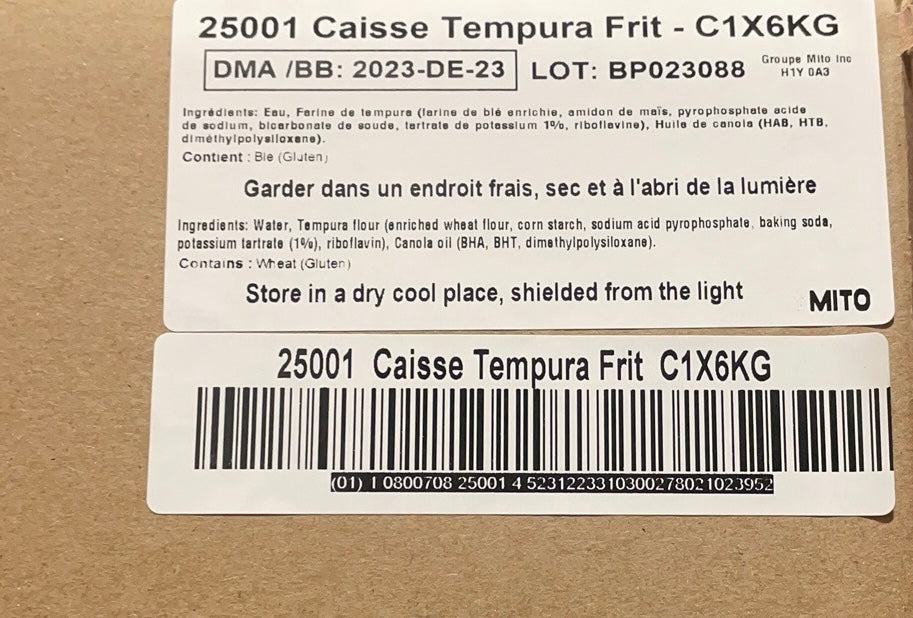 25001 Caisse Tempura Frit - C1X6KG
DMA /BB: 2023-DE-23 LOT: BP023088 Groupe Mito Inc
H1Y 0A3
Ingrédients: Eau, Farine de tempura (farine de blé enrichie, amidon de maïs, pyrophosphate acide
de sodium, bicarbonate de soude, tartrate de potassium 1%, riboflavine), Huile de canola (HAB, HTB,
diméthylpolysiloxane).
Contient : Ble (Gluten)
Garder dans un endroit frais, sec et à l'abri de la lumière
Ingredients: Water, Tempura flour (enriched wheat flour, corn starch, sodium acid pyrophosphate, baking soda,
potassium tartrate (1%), riboflavin), Canola oil (BHA, BHT, dimethylpolysiloxane).
Contains : Wheat (Gluten)
Store in a dry cool place, shielded from the light
MITO
25001 Caisse Tempura Frit C1X6KG
(01) 1 0800708 25001 4 5231223310300278021023952